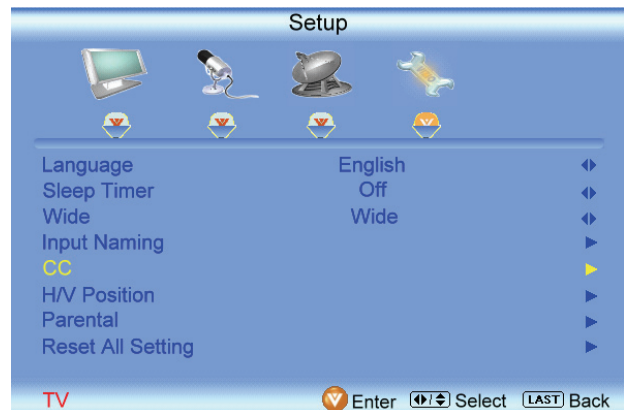 Setup
Language English
Sleep Timer Off
Wide Wide
Input Naming
CC
H/V Position
Parental
Reset All Setting
TV Enter Select LAST Back